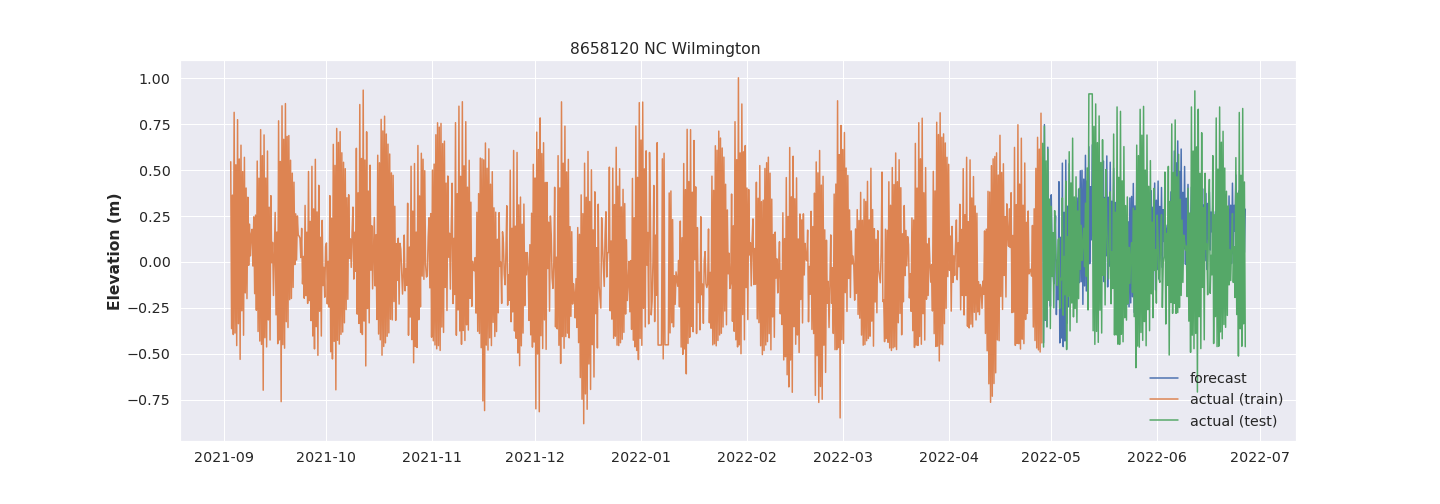 8658120 NC Wilmington
Elevation (m)
1.00
0.75
0.50
0.25
0.00
−0.25
−0.50
−0.75
2021-09 2021-10 2021-11 2021-12 2022-01 2022-02 2022-03 2022-04 2022-05 2022-06 2022-07
forecast
actual (train)
actual (test)